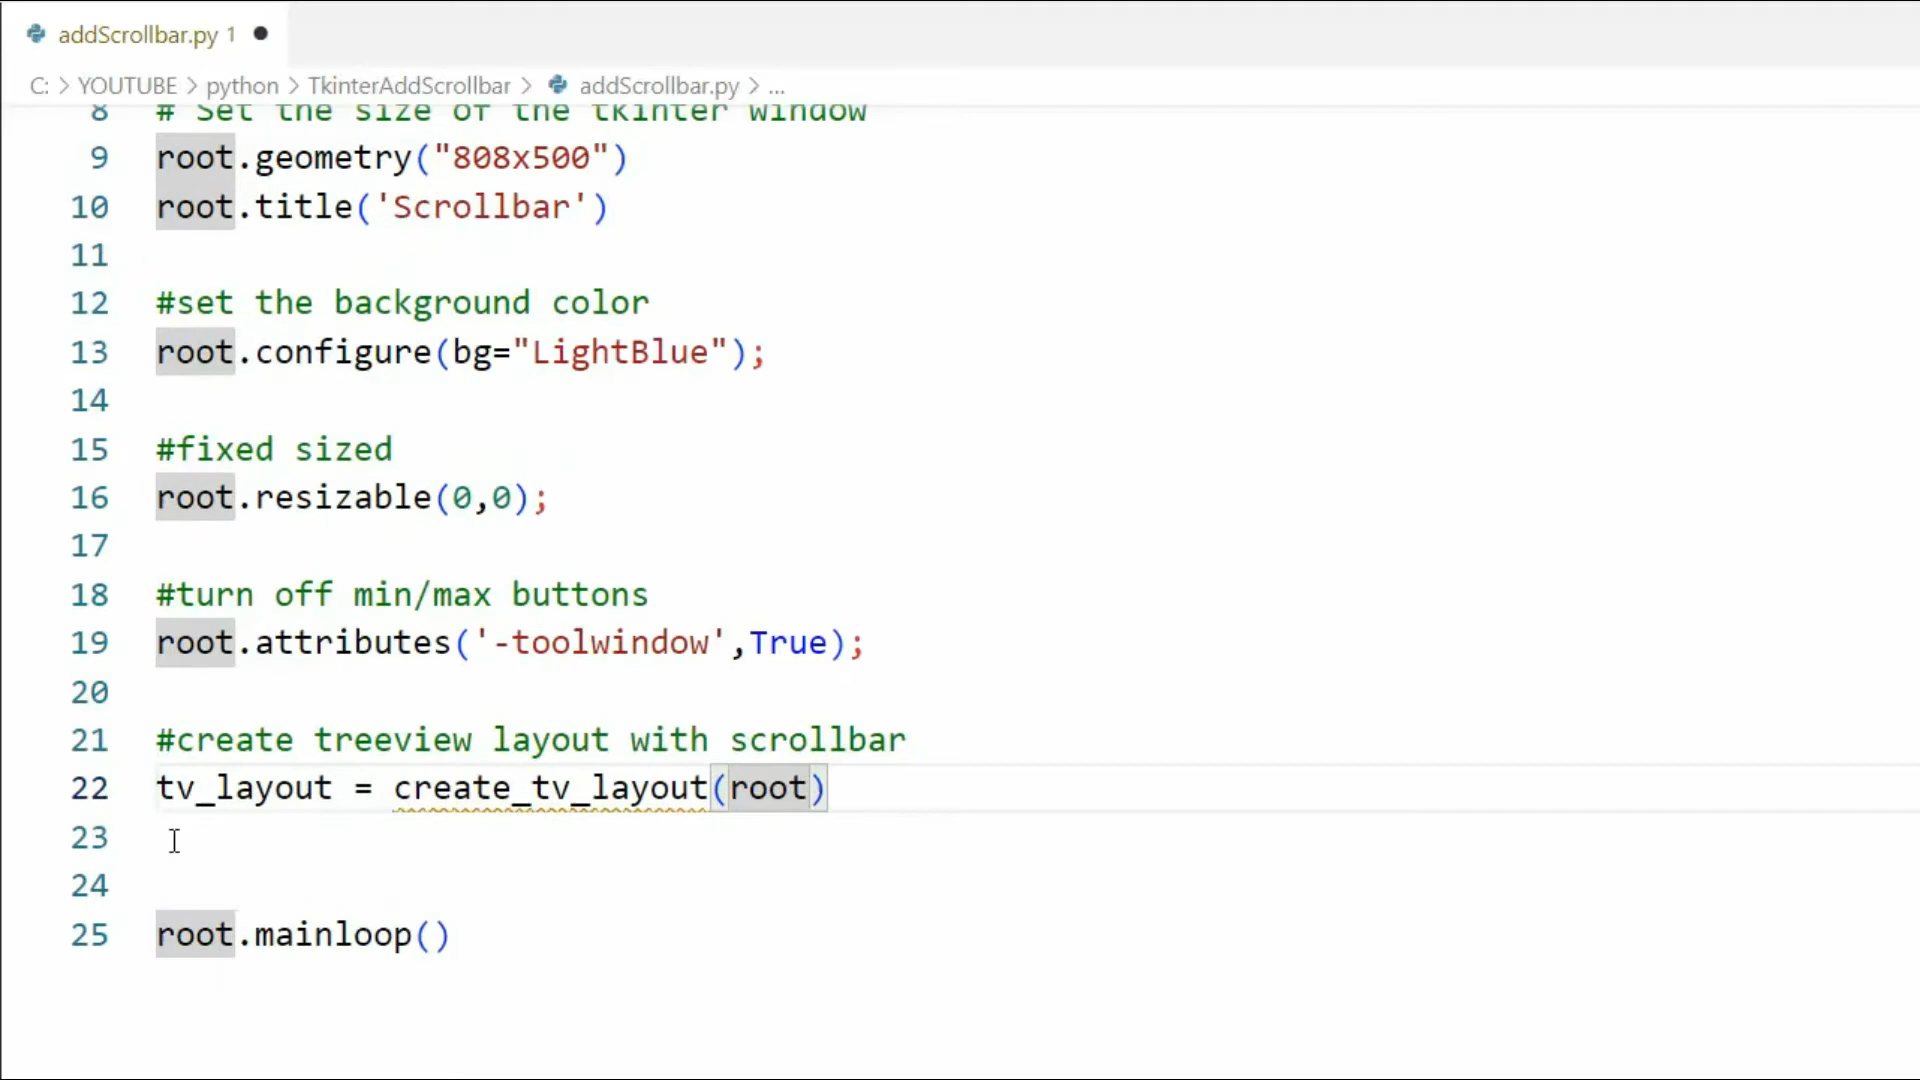 addScrollbar.py 1
C: > YOUTUBE > python > TkinterAddScrollbar > addScrollbar.py > ...
8 # Set the size of the tkinter window
9 root.geometry("808x500")
10 root.title('Scrollbar')
11
12 #set the background color
13 root.configure(bg="LightBlue");
14
15 #fixed sized
16 root.resizable(0,0);
17
18 #turn off min/max buttons
19 root.attributes('-toolwindow',True);
20
21 #create treeview layout with scrollbar
22 tv_layout = create_tv_layout(root)
23
24
25 root.mainloop()